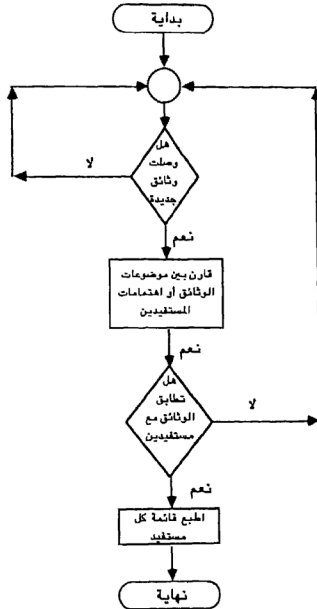 بداية
هل
وصلت
وثائق
جديدة
لا
نعم
قارن بين موضوعات
الوثائق أو اهتمامات
المستفيدين
نعم
هل
تطابق
الوثائق مع
مستفيدين
لا
نعم
اطبع قائمة كل
مستفيد
نهاية